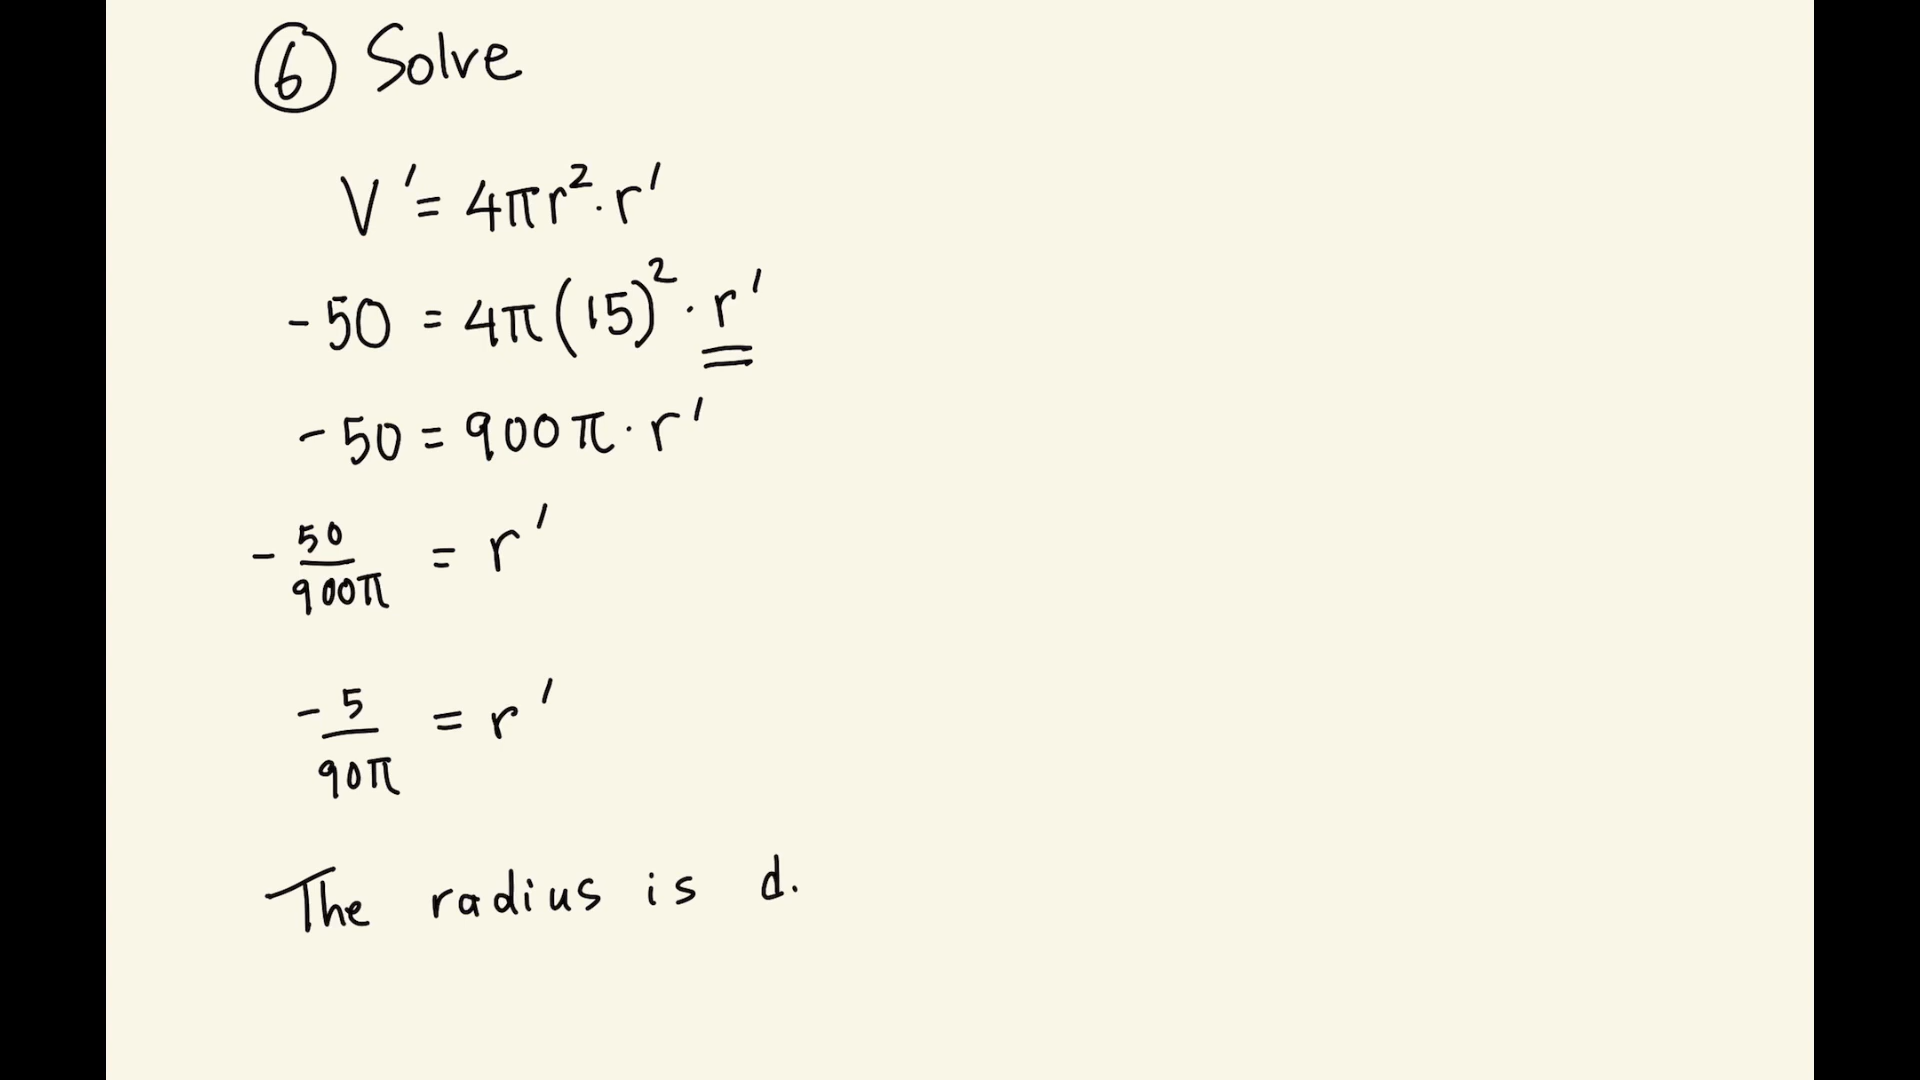 ⑥ Solve
V' = 4πr²·r'
-50 = 4π(15)²·r'
-50 = 900π·r'
-50/900π = r'
-5/90π = r'
The radius is d.